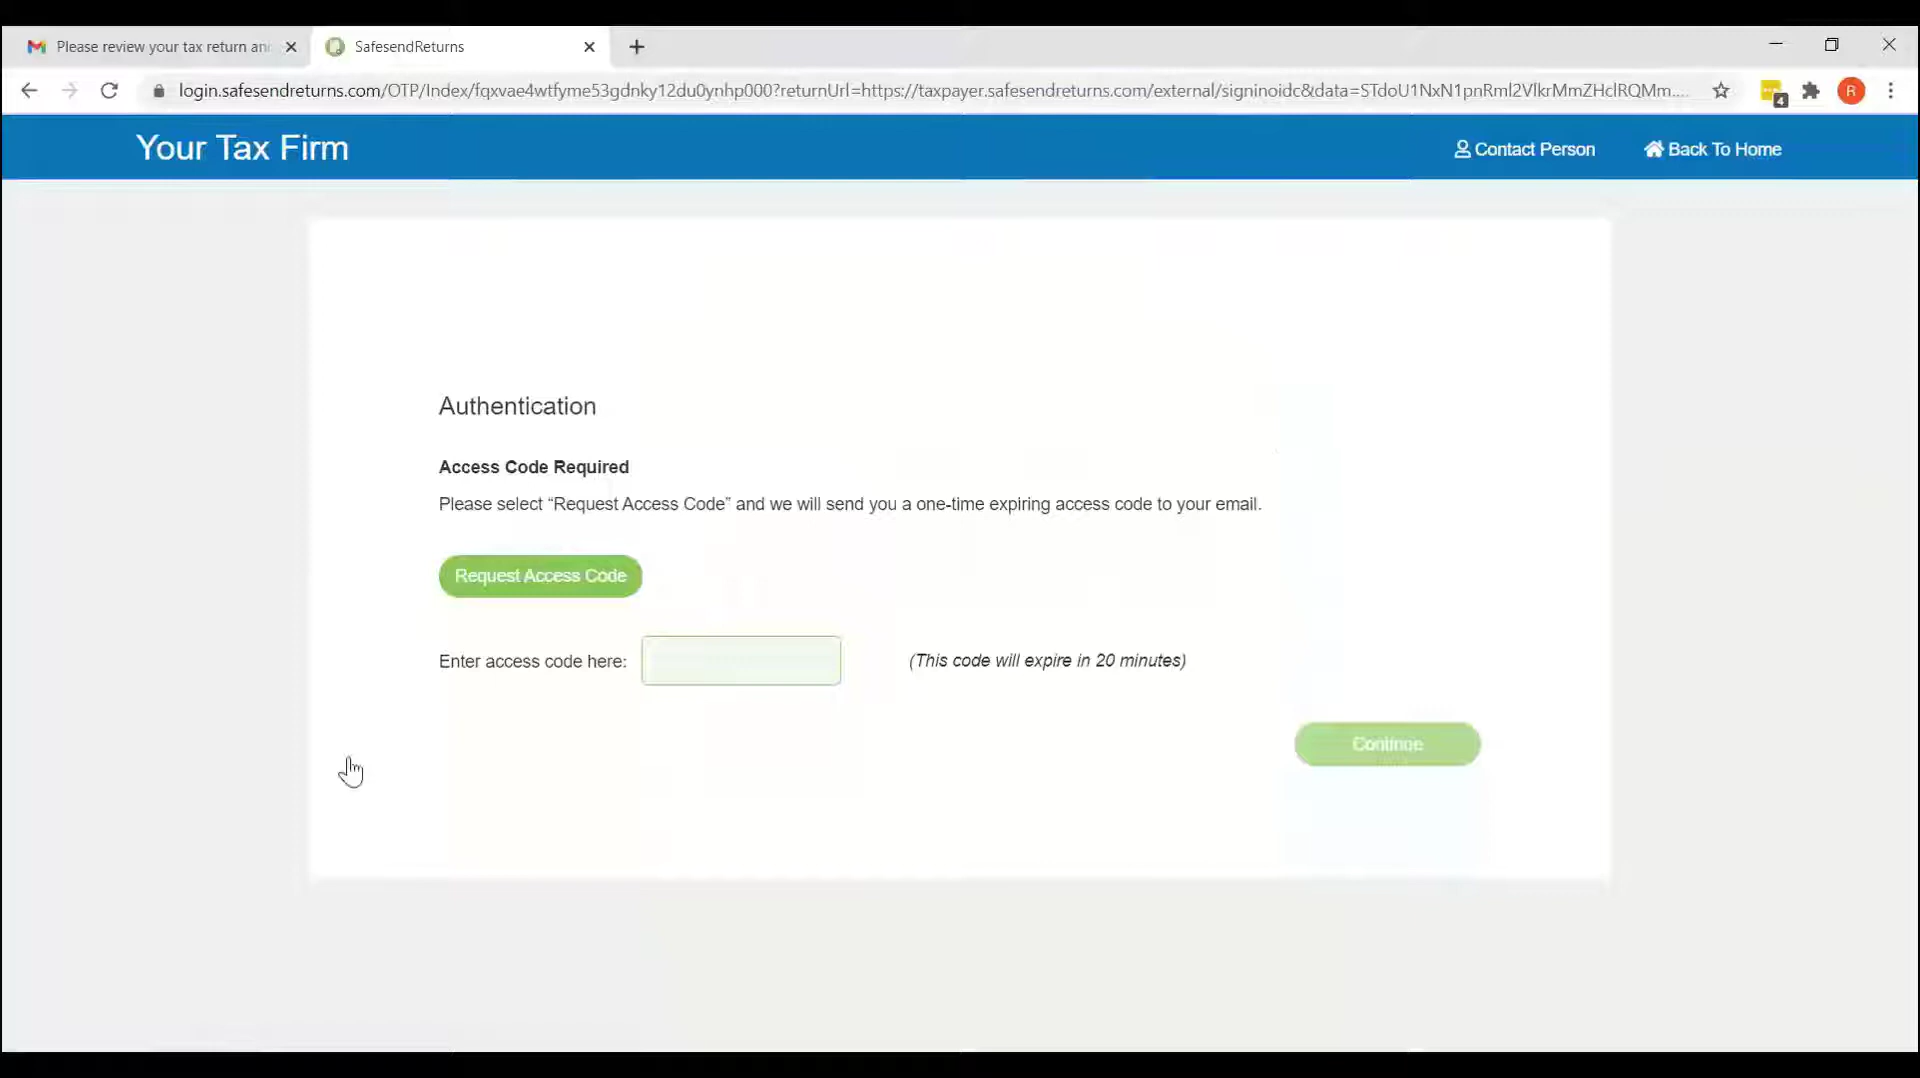 Please review your tax return an
SafesendReturns
login.safesendreturns.com/OTP/Index/fqxvae4wtfyme53gdnky12du0ynhp000?returnUrl=https://taxpayer.safesendreturns.com/external/signinoidc&data=STdoU1NxN1pnRml2VlkrMmZHclRQMm....
4
R
Your Tax Firm
Contact Person
Back To Home
Authentication
Access Code Required
Please select “Request Access Code” and we will send you a one-time expiring access code to your email.
Request Access Code
Enter access code here:
(This code will expire in 20 minutes)
Continue